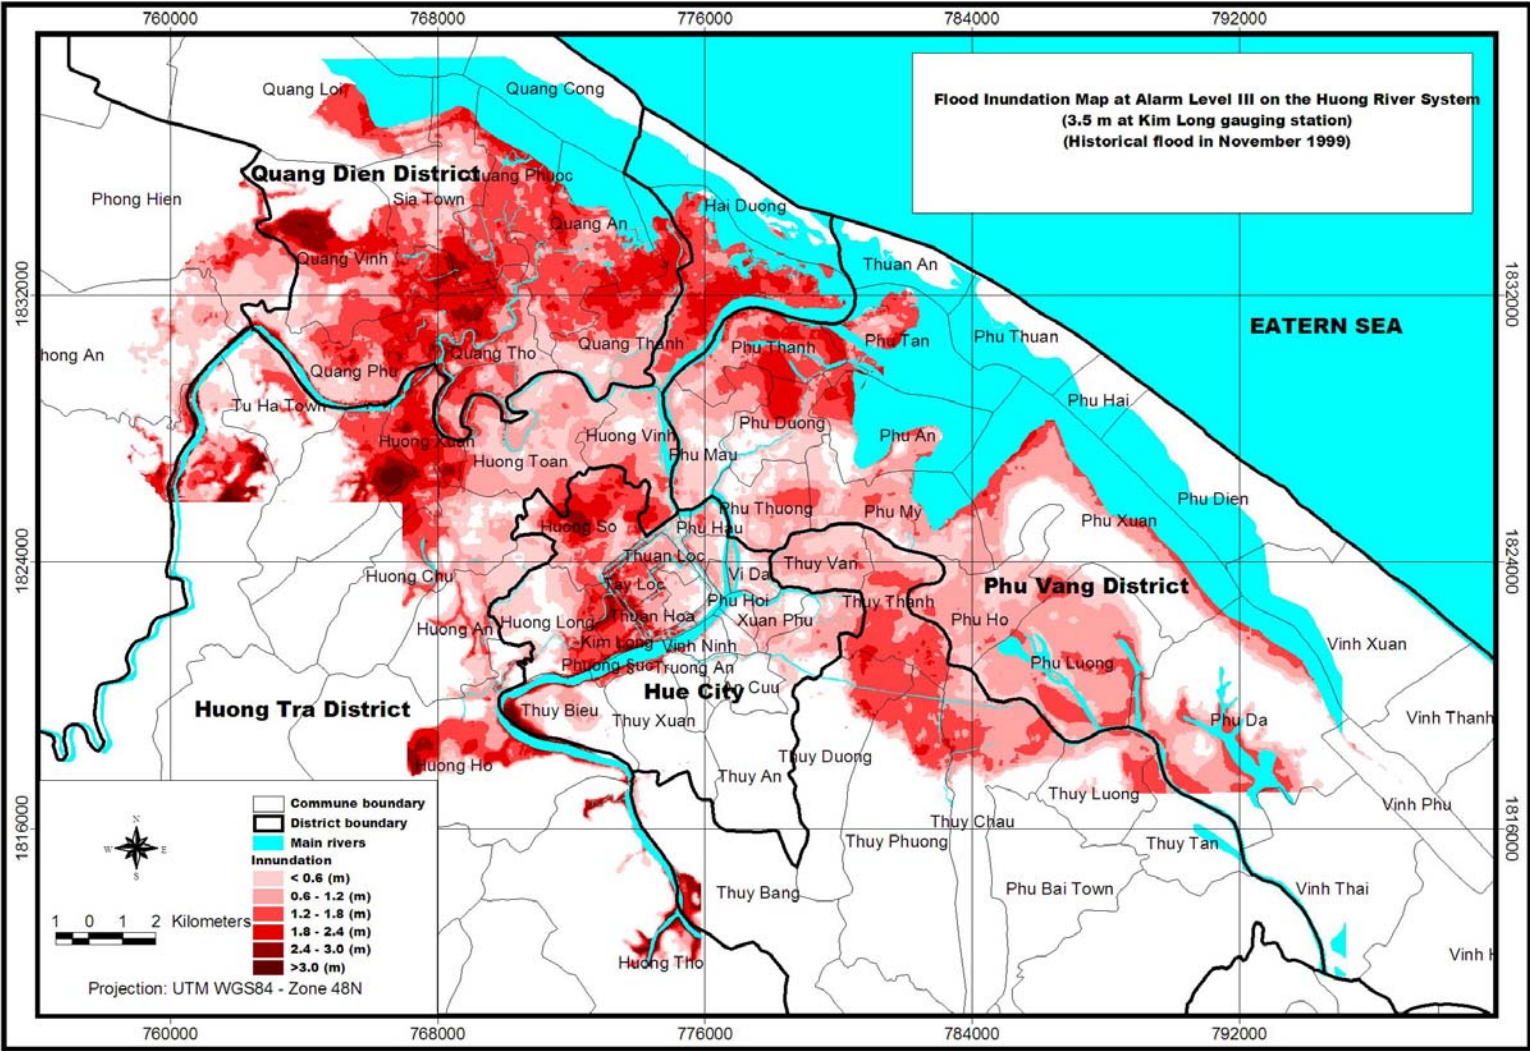 760000
768000
776000
784000
792000
Flood Inundation Map at Alarm Level III on the Huong River System
(3.5 m at Kim Long gauging station)
(Historical flood in November 1999)
Quang Loi
Quang Cong
Quang Dien District
Quang Phuoc
Phong Hien
Sia Town
Hai Duong
Quang An
Quang Vinh
Thuan An
1832000
1832000
EATERN SEA
hong An
Quang Tho
Quang Thanh
Phu Thanh
Phu Tan
Phu Thuan
Quang Phu
Tu Ha Town
Phu Hai
Huong Xuan
Huong Vinh
Phu Duong
Phu An
Huong Toan
Phu Mau
Phu Dien
Huong So
Phu Thuong
Phu My
Phu Xuan
Phu Hau
1824000
1824000
Thuan Loc
Thuy Van
Huong Chu
Tay Loc
Vi Da
Phu Vang District
Phu Hoi
Thuy Thanh
Huong An
Huong Long
Thuan Hoa
Xuan Phu
Phu Ho
Kim Long
Vinh Ninh
Vinh Xuan
Phuong Suc
Truong An
Phu Luong
Hue City
An Cuu
Huong Tra District
Thuy Bieu
Thuy Xuan
Phu Da
Vinh Thanh
Huong Ho
Thuy An
Thuy Duong
Thuy Luong
Vinh Phu
1816000
1816000
Thuy Chau
Thuy Phuong
Thuy Tan
Thuy Bang
Phu Bai Town
Vinh Thai
Vinh H
Huong Tho
N
W
E
S
1 0 1 2 Kilometers
Commune boundary
District boundary
Main rivers
Innundation
< 0.6 (m)
0.6 - 1.2 (m)
1.2 - 1.8 (m)
1.8 - 2.4 (m)
2.4 - 3.0 (m)
>3.0 (m)
Projection: UTM WGS84 - Zone 48N
760000
768000
776000
784000
792000